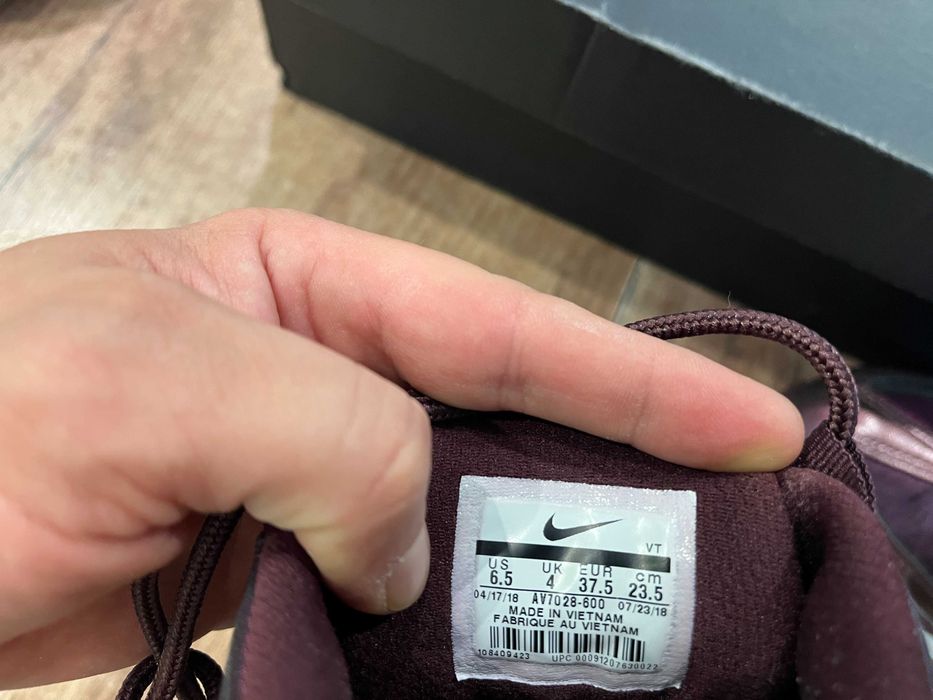 VT
US UK EUR cm
6.5 4 37.5 23.5
04/17/18 AV7028-600 07/23/18
MADE IN VIETNAM
FABRIQUE AU VIETNAM
108409423 UPC 00091207630022